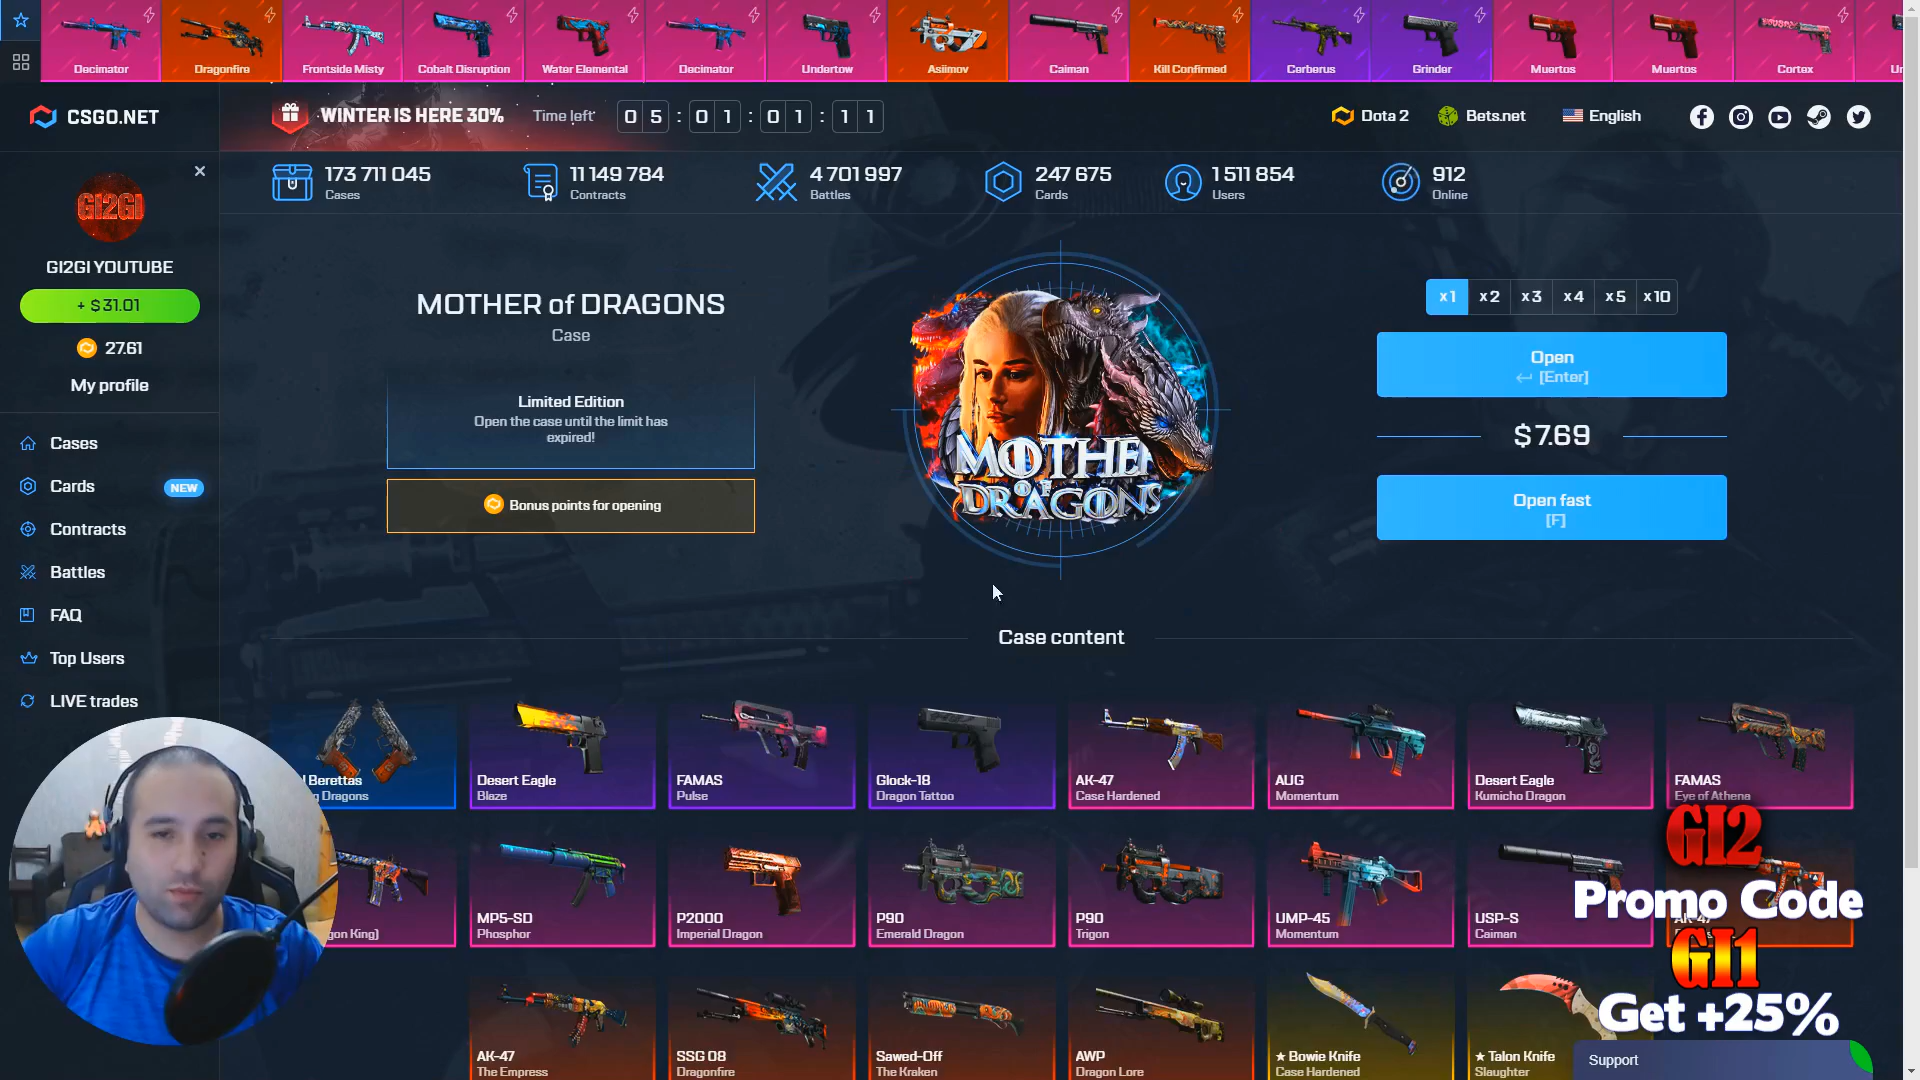 Decimator
Dragonfire
Frontside Misty
Cobalt Disruption
Water Elemental
Decimator
Undertow
Asiimov
Caiman
Kill Confirmed
Cerberus
Grinder
Muertos
Muertos
Cortex
CSGO.NET
WINTER IS HERE 30%
Time left
05:01:01:11
Dota 2
Bets.net
English
173 711 045
Cases
11 149 784
Contracts
4 701 997
Battles
247 675
Cards
1 511 854
Users
912
Online
GI2GI
GI2GI YOUTUBE
+ $31.01
27.61
My profile
Cases
Cards
NEW
Contracts
Battles
FAQ
Top Users
LIVE trades
MOTHER of DRAGONS
Case
Limited Edition
Open the case until the limit has
expired!
Bonus points for opening
MOTHER
OF
DRAGONS
x1 x2 x3 x4 x5 x10
Open
[Enter]
$7.69
Open fast
[F]
Case content
Berettas
Dragons
Desert Eagle
Blaze
FAMAS
Pulse
Glock-18
Dragon Tattoo
AK-47
Case Hardened
AUG
Momentum
Desert Eagle
Kumicho Dragon
FAMAS
Eye of Athena
gon King)
MP5-SD
Phosphor
P2000
Imperial Dragon
P90
Emerald Dragon
P90
Trigon
UMP-45
Momentum
USP-S
Caiman
AK-47
GI2
Promo Code
GI1
Get +25%
AK-47
The Empress
SSG 08
Dragonfire
Sawed-Off
The Kraken
AWP
Dragon Lore
★ Bowie Knife
Case Hardened
★ Talon Knife
Slaughter
Support